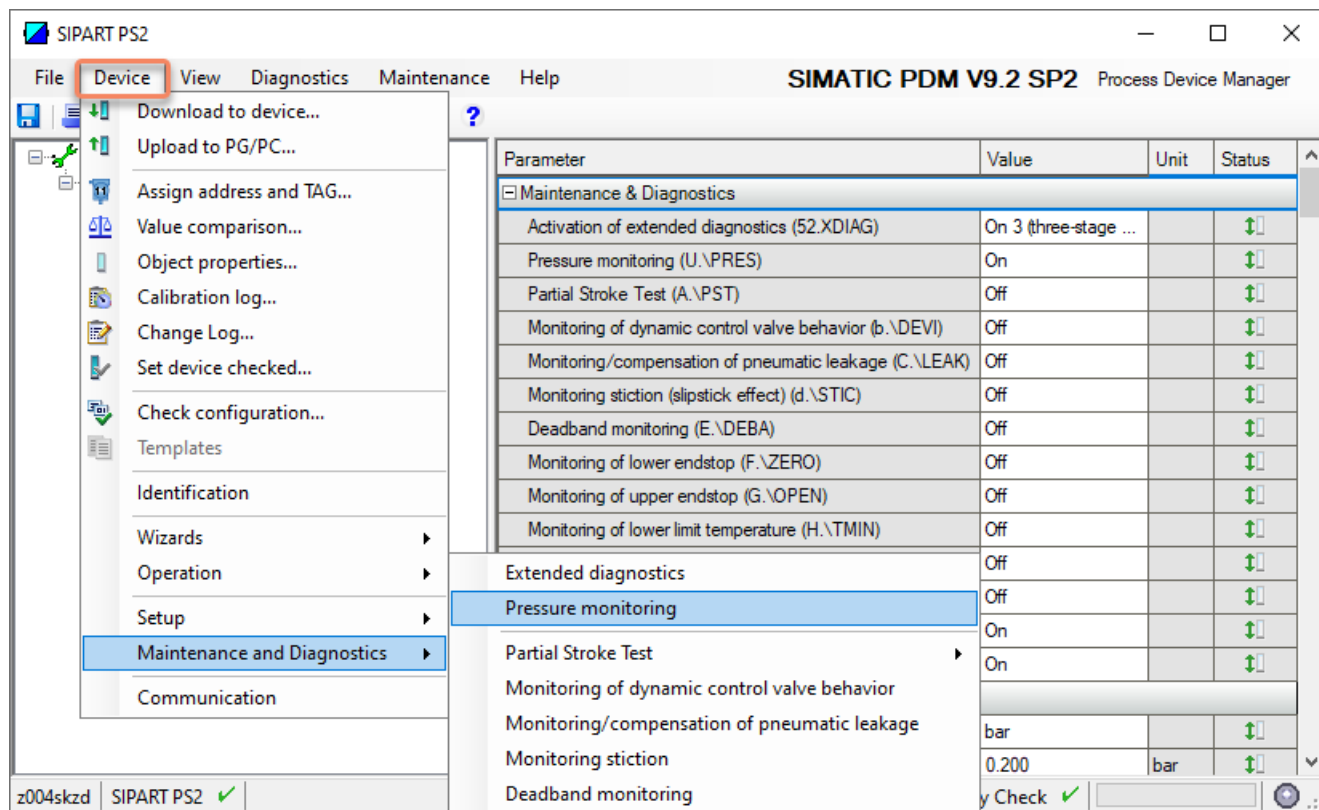 SIPART PS2
File Device View Diagnostics Maintenance Help SIMATIC PDM V9.2 SP2 Process Device Manager
?
Download to device...
Upload to PG/PC...
Assign address and TAG...
Value comparison...
Object properties...
Calibration log...
Change Log...
Set device checked...
Check configuration...
Templates
Identification
Wizards
Operation
Setup
Maintenance and Diagnostics
Communication
Extended diagnostics
Pressure monitoring
Partial Stroke Test
Monitoring of dynamic control valve behavior
Monitoring/compensation of pneumatic leakage
Monitoring stiction
Deadband monitoring
Parameter Value Unit Status
Maintenance & Diagnostics
Activation of extended diagnostics (52.XDIAG) On 3 (three-stage ...
Pressure monitoring (U.\PRES) On
Partial Stroke Test (A.\PST) Off
Monitoring of dynamic control valve behavior (b.\DEVI) Off
Monitoring/compensation of pneumatic leakage (C.\LEAK) Off
Monitoring stiction (slipstick effect) (d.\STIC) Off
Deadband monitoring (E.\DEBA) Off
Monitoring of lower endstop (F.\ZERO) Off
Monitoring of upper endstop (G.\OPEN) Off
Monitoring of lower limit temperature (H.\TMIN) Off
Off
Off
On
On
bar
0.200 bar
z004skzd SIPART PS2 y Check